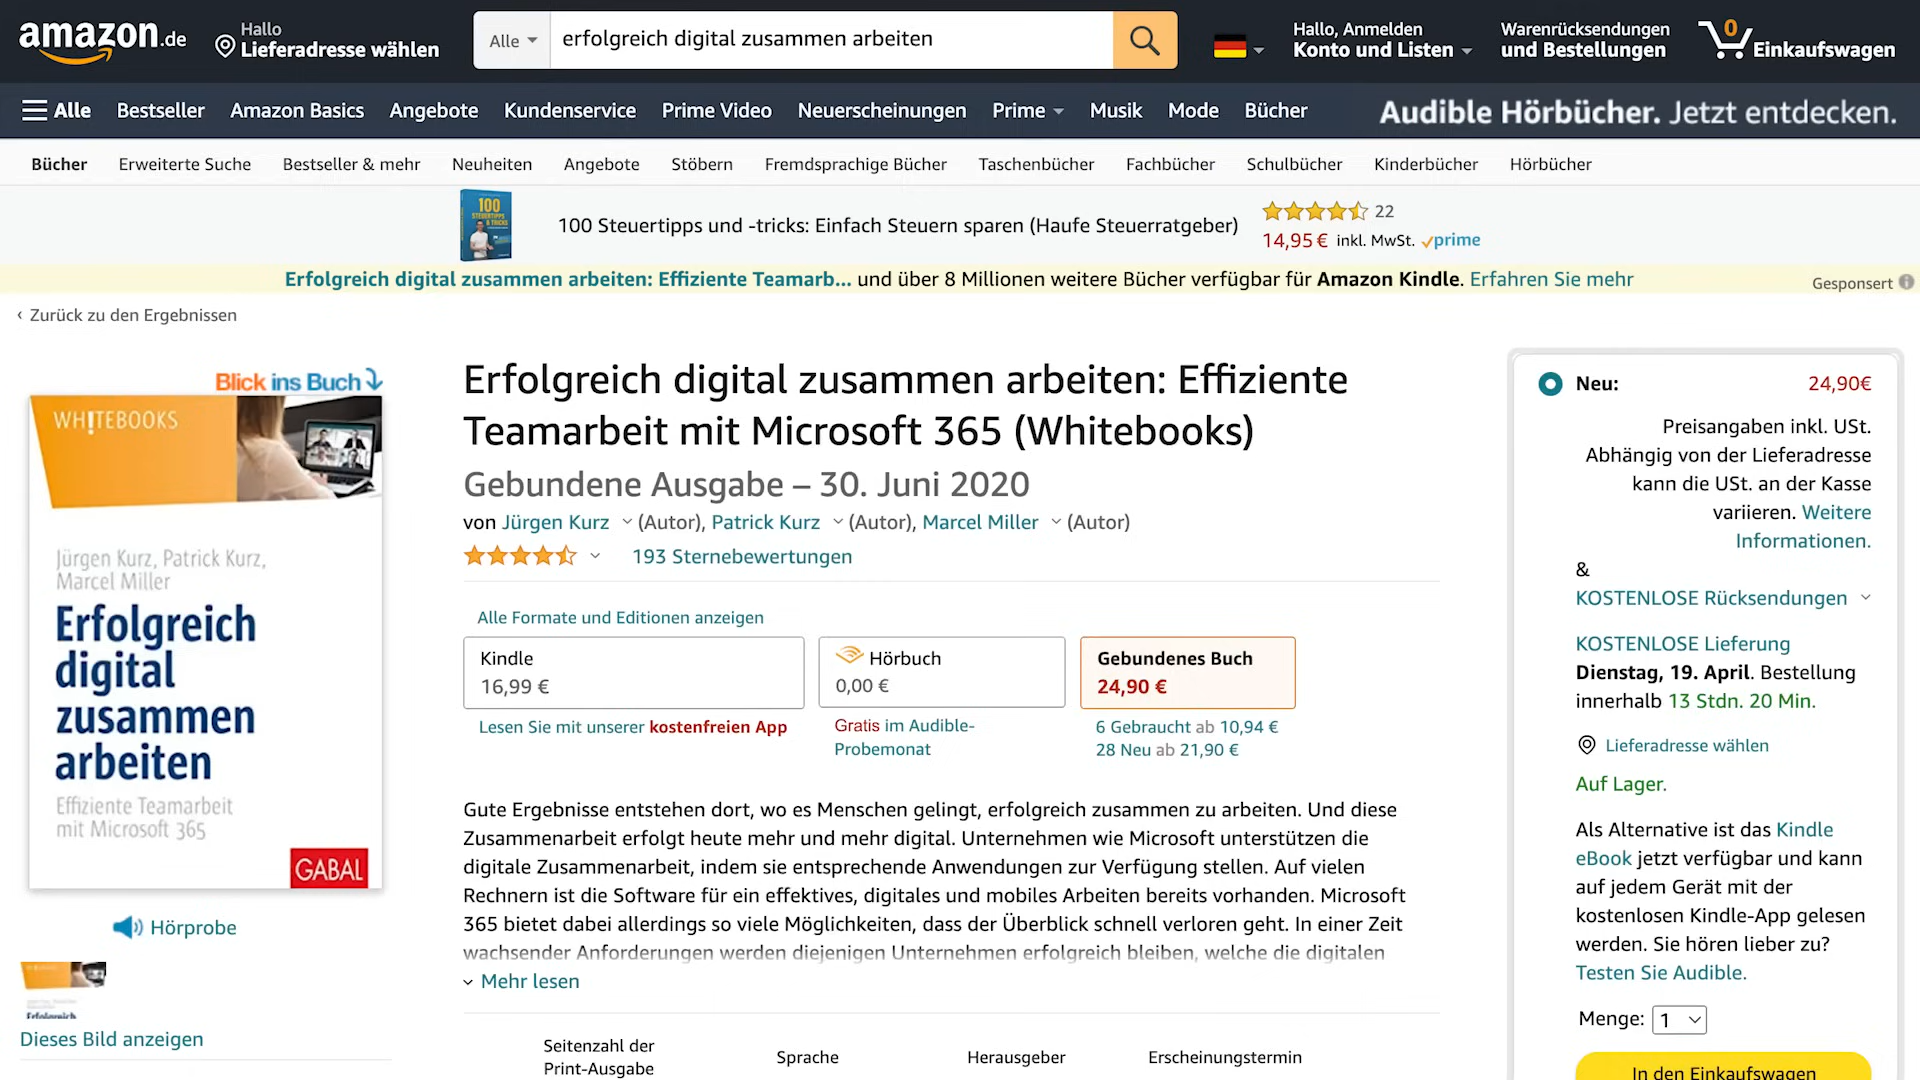 amazon.de
Hallo
Lieferadresse wählen
Alle
erfolgreich digital zusammen arbeiten
Hallo, Anmelden
Konto und Listen
Warenrücksendungen
und Bestellungen
0
Einkaufswagen
Alle
Bestseller
Amazon Basics
Angebote
Kundenservice
Prime Video
Neuerscheinungen
Prime
Musik
Mode
Bücher
Audible Hörbücher. Jetzt entdecken.
Bücher
Erweiterte Suche
Bestseller & mehr
Neuheiten
Angebote
Stöbern
Fremdsprachige Bücher
Taschenbücher
Fachbücher
Schulbücher
Kinderbücher
Hörbücher
100
STEUERTIPPS
& TRICKS
100 Steuertipps und -tricks: Einfach Steuern sparen (Haufe Steuerratgeber)
22
14,95 € inkl. MwSt. prime
Erfolgreich digital zusammen arbeiten: Effiziente Teamarb... und über 8 Millionen weitere Bücher verfügbar für Amazon Kindle. Erfahren Sie mehr
Gesponsert
‹ Zurück zu den Ergebnissen
Blick ins Buch
WH!TEBOOKS
Jürgen Kurz, Patrick Kurz,
Marcel Miller
Erfolgreich
digital
zusammen
arbeiten
Effiziente Teamarbeit
mit Microsoft 365
GABAL
Hörprobe
Erfolgreich
Dieses Bild anzeigen
Erfolgreich digital zusammen arbeiten: Effiziente
Teamarbeit mit Microsoft 365 (Whitebooks)
Gebundene Ausgabe – 30. Juni 2020
von Jürgen Kurz (Autor), Patrick Kurz (Autor), Marcel Miller (Autor)
193 Sternebewertungen
Alle Formate und Editionen anzeigen
Kindle
16,99 €
Lesen Sie mit unserer kostenfreien App
Hörbuch
0,00 €
Gratis im Audible-
Probemonat
Gebundenes Buch
24,90 €
6 Gebraucht ab 10,94 €
28 Neu ab 21,90 €
Gute Ergebnisse entstehen dort, wo es Menschen gelingt, erfolgreich zusammen zu arbeiten. Und diese
Zusammenarbeit erfolgt heute mehr und mehr digital. Unternehmen wie Microsoft unterstützen die
digitale Zusammenarbeit, indem sie entsprechende Anwendungen zur Verfügung stellen. Auf vielen
Rechnern ist die Software für ein effektives, digitales und mobiles Arbeiten bereits vorhanden. Microsoft
365 bietet dabei allerdings so viele Möglichkeiten, dass der Überblick schnell verloren geht. In einer Zeit
wachsender Anforderungen werden diejenigen Unternehmen erfolgreich bleiben, welche die digitalen
Mehr lesen
Seitenzahl der
Print-Ausgabe
Sprache
Herausgeber
Erscheinungstermin
Neu:
24,90€
Preisangaben inkl. USt.
Abhängig von der Lieferadresse
kann die USt. an der Kasse
variieren. Weitere
Informationen.
&
KOSTENLOSE Rücksendungen
KOSTENLOSE Lieferung
Dienstag, 19. April. Bestellung
innerhalb 13 Stdn. 20 Min.
Lieferadresse wählen
Auf Lager.
Als Alternative ist das Kindle
eBook jetzt verfügbar und kann
auf jedem Gerät mit der
kostenlosen Kindle-App gelesen
werden. Sie hören lieber zu?
Testen Sie Audible.
Menge: 1
In den Einkaufswagen